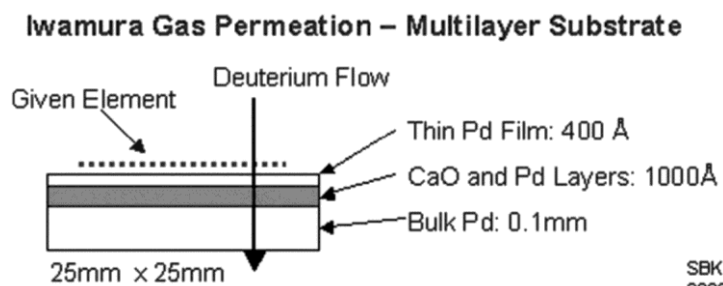 Iwamura Gas Permeation – Multilayer Substrate
Deuterium Flow
Given Element
Thin Pd Film: 400 Å
CaO and Pd Layers: 1000Å
Bulk Pd: 0.1mm
25mm x 25mm
SBK